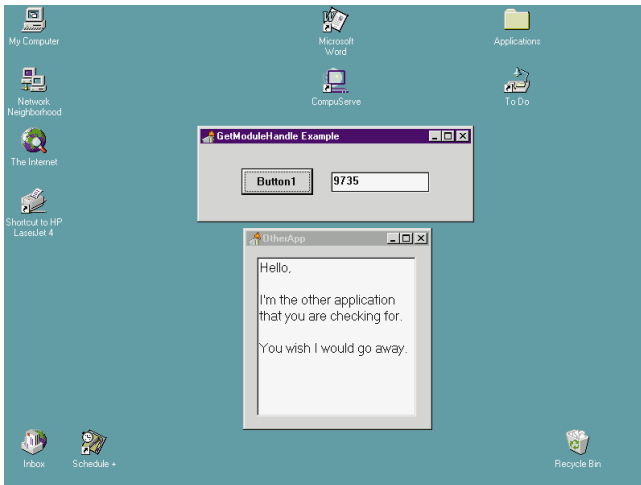 My Computer
Microsoft
Word
Applications
Network
Neighborhood
CompuServe
To Do
The Internet
Shortcut to HP
LaserJet 4
GetModuleHandle Example
Button1
9735
OtherApp
Hello,
I'm the other application
that you are checking for.
You wish I would go away.
Inbox
Schedule +
Recycle Bin